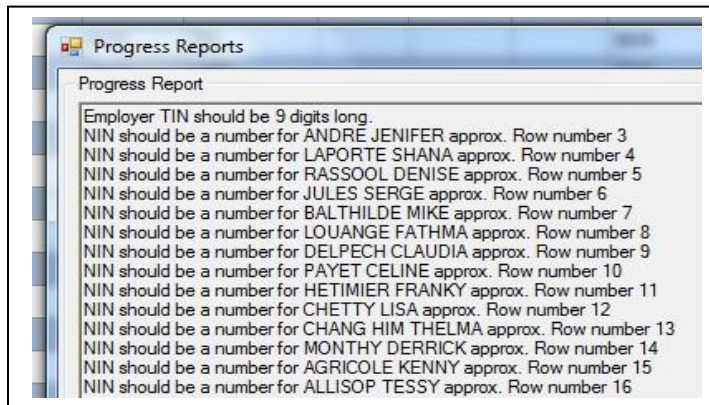 Progress Reports
Progress Report
Employer TIN should be 9 digits long.
NIN should be a number for ANDRE JENIFER approx. Row number 3
NIN should be a number for LAPORTE SHANA approx. Row number 4
NIN should be a number for RASSOOL DENISE approx. Row number 5
NIN should be a number for JULES SERGE approx. Row number 6
NIN should be a number for BALTHILDE MIKE approx. Row number 7
NIN should be a number for LOUANGE FATHMA approx. Row number 8
NIN should be a number for DELPECH CLAUDIA approx. Row number 9
NIN should be a number for PAYET CELINE approx. Row number 10
NIN should be a number for HETIMIER FRANKY approx. Row number 11
NIN should be a number for CHETTY LISA approx. Row number 12
NIN should be a number for CHANG HIM THELMA approx. Row number 13
NIN should be a number for MONTHY DERRICK approx. Row number 14
NIN should be a number for AGRICOLE KENNY approx. Row number 15
NIN should be a number for ALLISOP TESSY approx. Row number 16